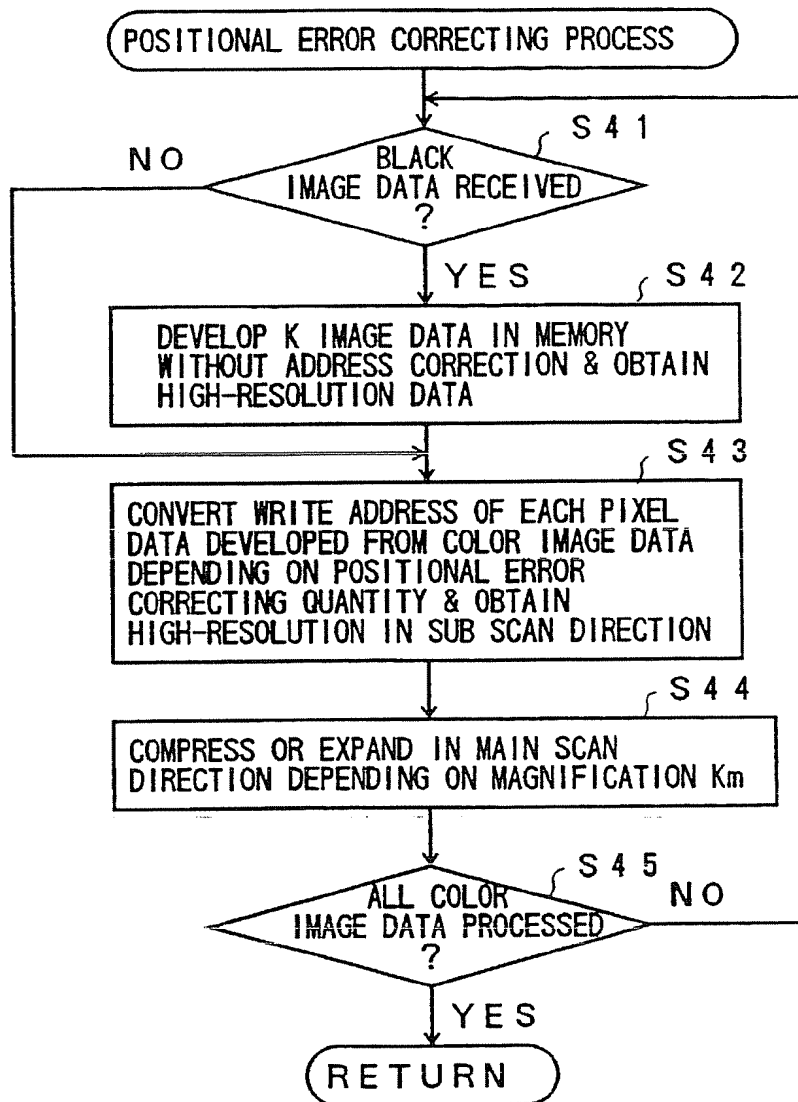 POSITIONAL ERROR CORRECTING PROCESS
S41
NO
BLACK
IMAGE DATA RECEIVED
?
YES
S42
DEVELOP K IMAGE DATA IN MEMORY
WITHOUT ADDRESS CORRECTION & OBTAIN
HIGH-RESOLUTION DATA
S43
CONVERT WRITE ADDRESS OF EACH PIXEL
DATA DEVELOPED FROM COLOR IMAGE DATA
DEPENDING ON POSITIONAL ERROR
CORRECTING QUANTITY & OBTAIN
HIGH-RESOLUTION IN SUB SCAN DIRECTION
S44
COMPRESS OR EXPAND IN MAIN SCAN
DIRECTION DEPENDING ON MAGNIFICATION Km
S45
ALL COLOR
IMAGE DATA PROCESSED
?
NO
YES
RETURN